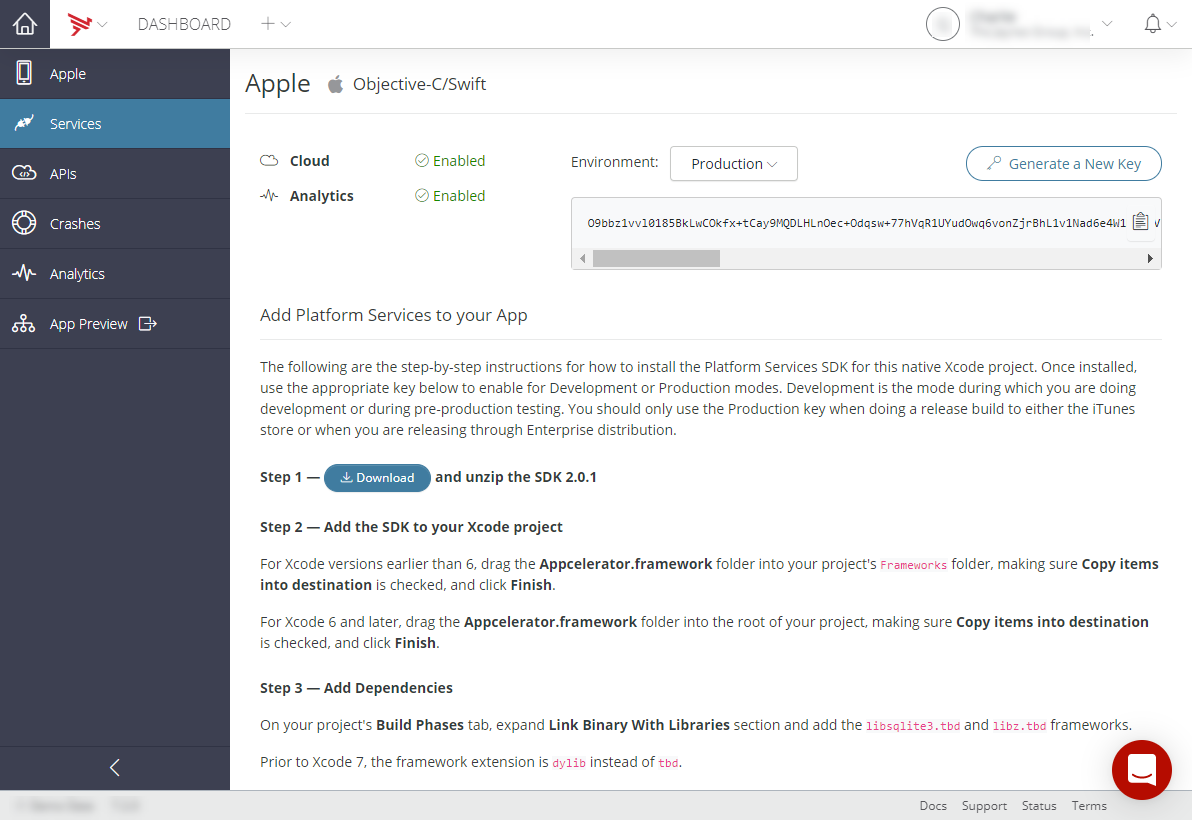 DASHBOARD
Apple
Services
APIs
Crashes
Analytics
App Preview
Apple Objective-C/Swift
Cloud Enabled
Analytics Enabled
Environment: Production
Generate a New Key
O9bbz1vvl0185BkLwCOkfx+tCay9MQDLHLnOec+Odqsw+77hVqR1UYudOwq6vonZjrBhL1v1Nad6e4W1
Add Platform Services to your App
The following are the step-by-step instructions for how to install the Platform Services SDK for this native Xcode project. Once installed,
use the appropriate key below to enable for Development or Production modes. Development is the mode during which you are doing
development or during pre-production testing. You should only use the Production key when doing a release build to either the iTunes
store or when you are releasing through Enterprise distribution.
Step 1 — Download and unzip the SDK 2.0.1
Step 2 — Add the SDK to your Xcode project
For Xcode versions earlier than 6, drag the Appcelerator.framework folder into your project's Frameworks folder, making sure Copy items
into destination is checked, and click Finish.
For Xcode 6 and later, drag the Appcelerator.framework folder into the root of your project, making sure Copy items into destination
is checked, and click Finish.
Step 3 — Add Dependencies
On your project's Build Phases tab, expand Link Binary With Libraries section and add the libsqlite3.tbd and libz.tbd frameworks.
Prior to Xcode 7, the framework extension is dylib instead of tbd.
Docs Support Status Terms